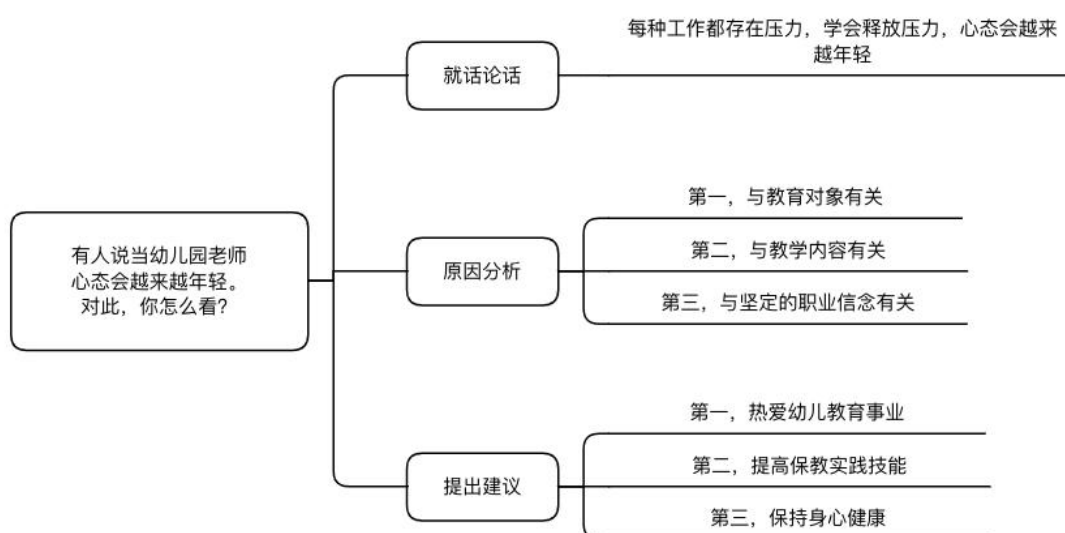 有人说当幼儿园老师
心态会越来越年轻。
对此，你怎么看？
就话论话
每种工作都存在压力，学会释放压力，心态会越来
越年轻
原因分析
第一，与教育对象有关
第二，与教学内容有关
第三，与坚定的职业信念有关
提出建议
第一，热爱幼儿教育事业
第二，提高保教实践技能
第三，保持身心健康